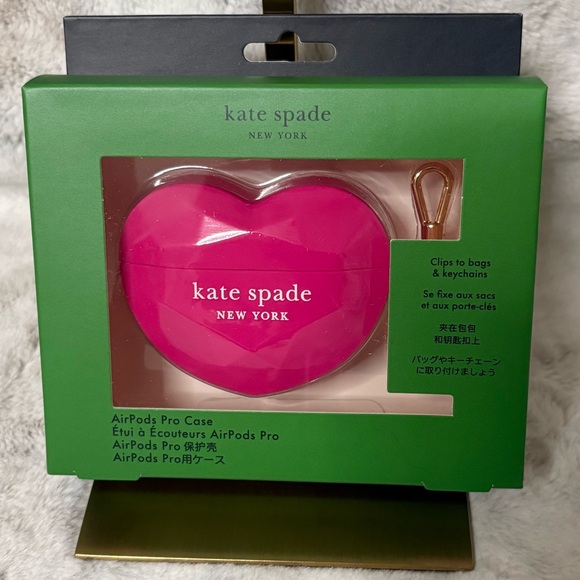 kate spade
NEW YORK
kate spade
NEW YORK
Clips to bags
& keychains
Se fixe aux sacs
et aux porte-clés
夹在包包
和钥匙扣上
バッグやキーチェーン
に取り付けましょう
AirPods Pro Case
Étui à Écouteurs AirPods Pro
AirPods Pro 保护壳
AirPods Pro用ケース